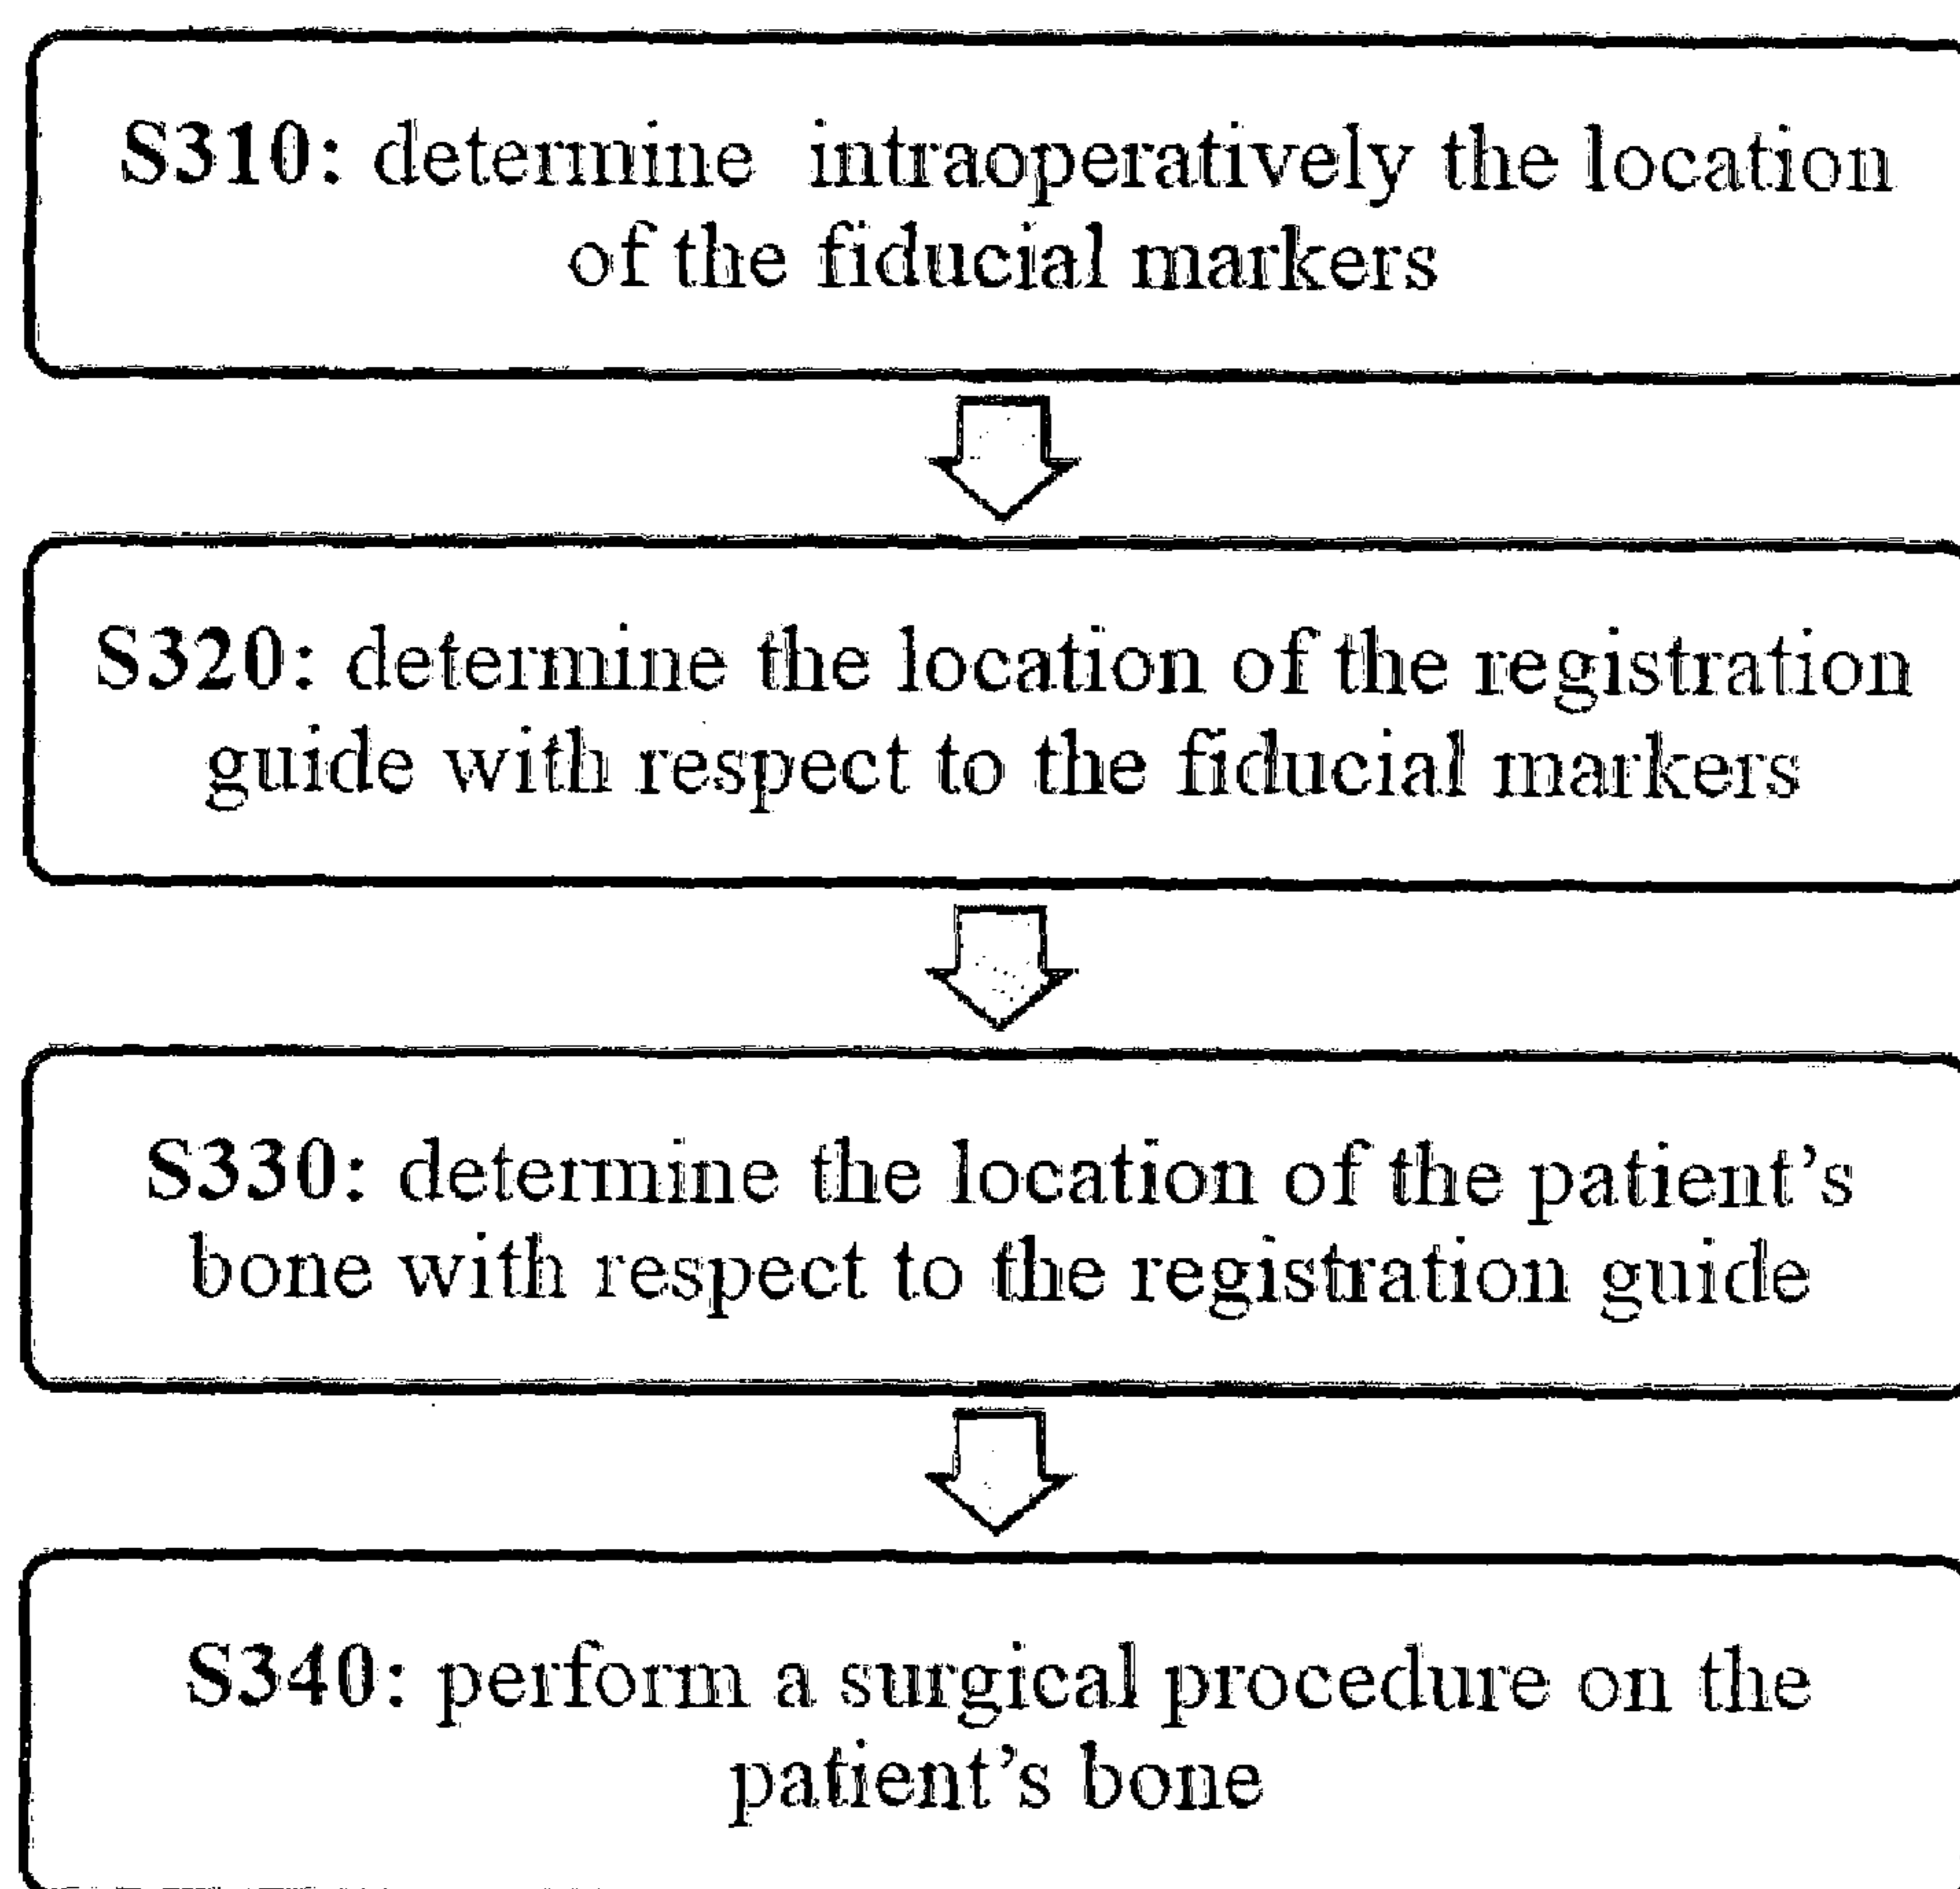 S310: determine intraoperatively the location
of the fiducial markers
S320: determine the location of the registration
guide with respect to the fiducial markers
S330: determine the location of the patient's
bone with respect to the registration guide
S340: perform a surgical procedure on the
patient's bone